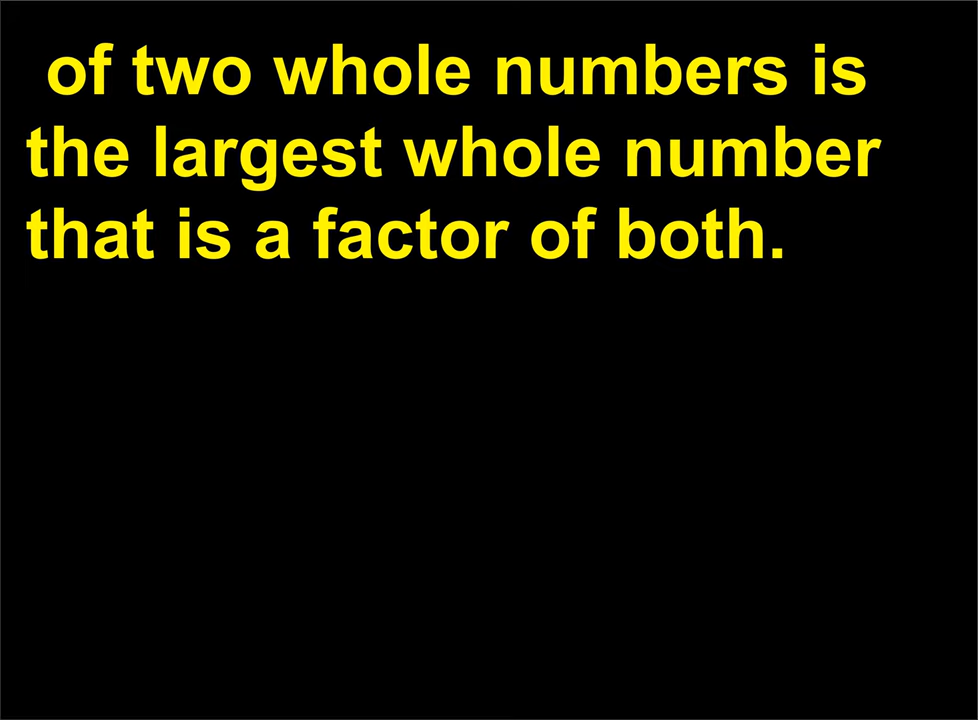 of two whole numbers is
the largest whole number
that is a factor of both.